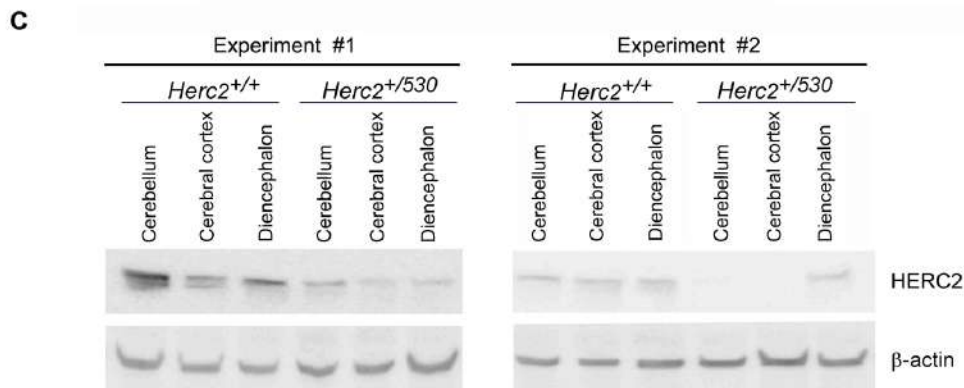 C
Experiment #1
Experiment #2
Herc2+/+
Herc2+/530
Herc2+/+
Herc2+/530
Cerebellum
Cerebral cortex
Diencephalon
Cerebellum
Cerebral cortex
Diencephalon
Cerebellum
Cerebral cortex
Diencephalon
Cerebellum
Cerebral cortex
Diencephalon
HERC2
β-actin